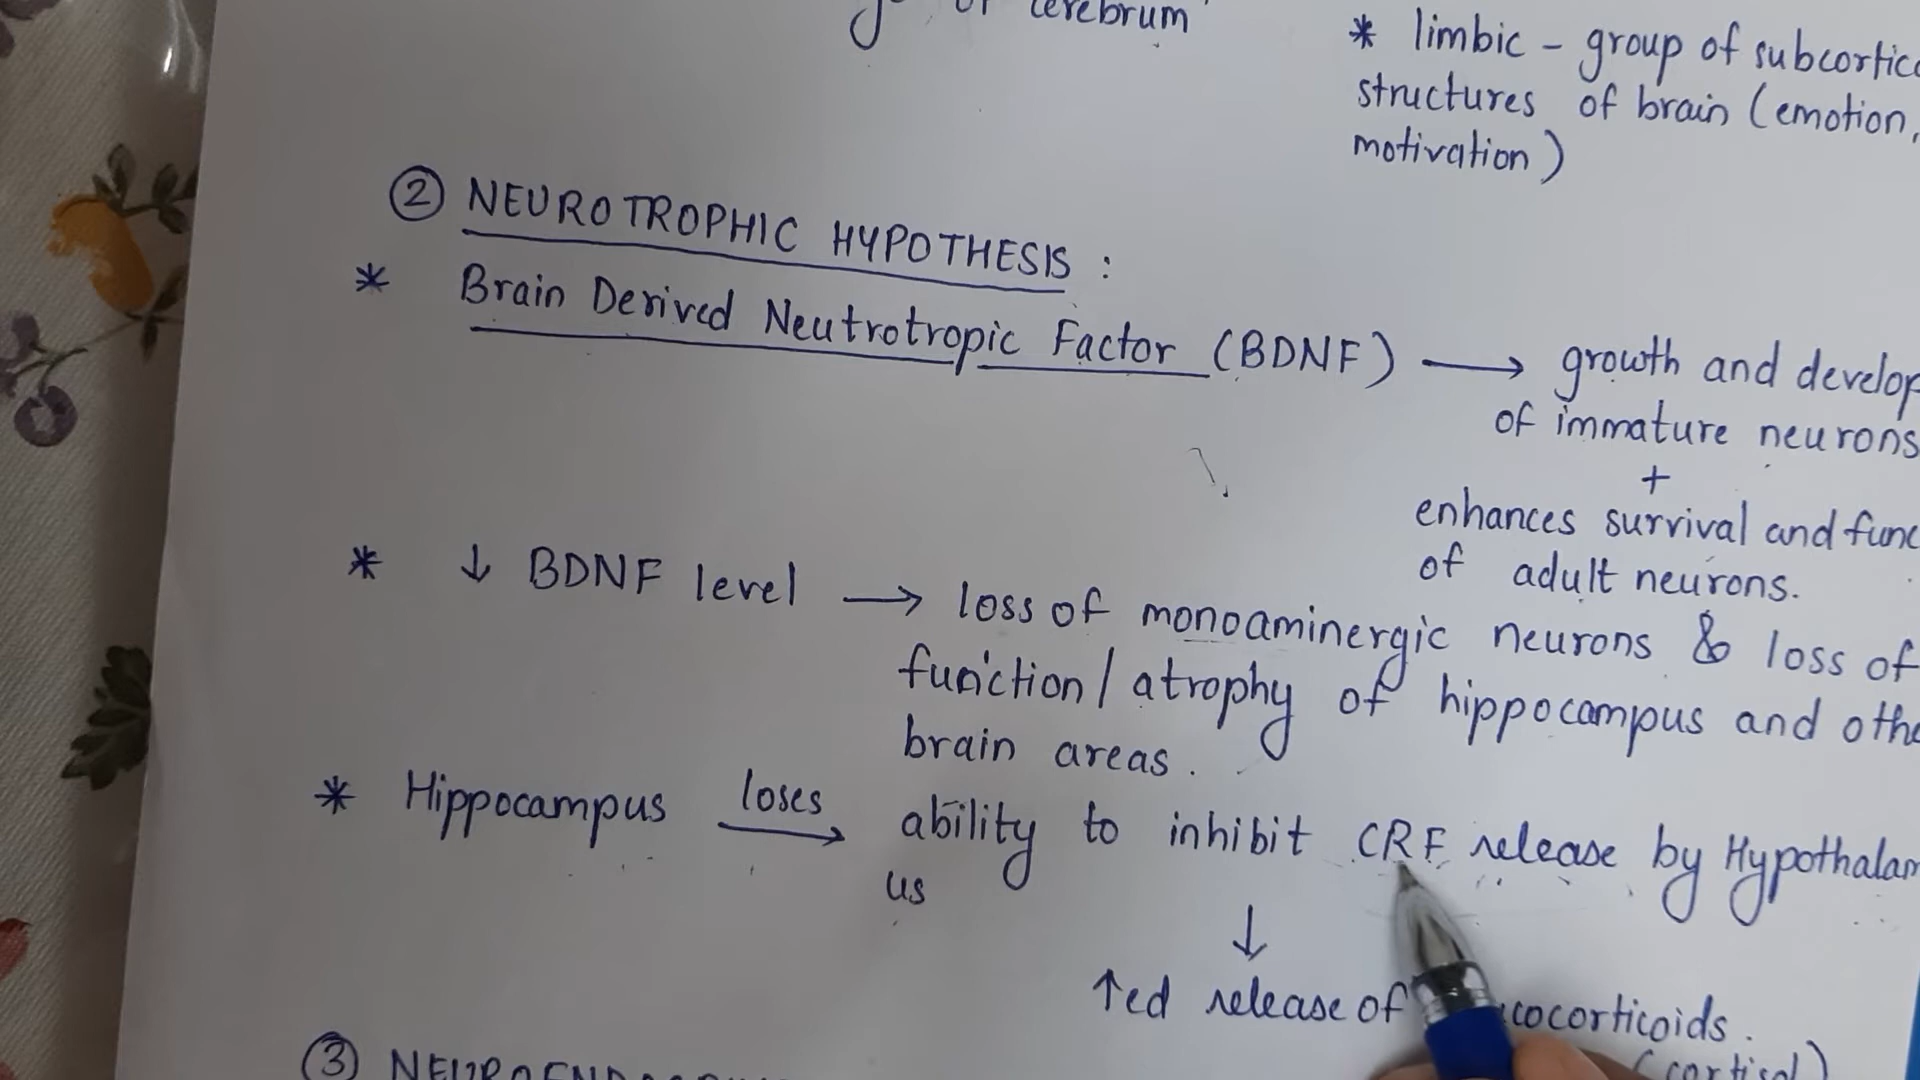 of cerebrum
* limbic - group of
structures of brain (emotion,
motivation)
② NEUROTROPHIC HYPOTHESIS :
* Brain Derived Neutrotropic Factor (BDNF) → growth and develop
of immature neurons
+
enhances survival and func
of adult neurons.
* ↓ BDNF level → loss of monoaminergic neurons & loss of
function / atrophy of hippocampus and othe
brain areas.
* Hippocampus loses → ability to inhibit CRF release by Hypothalam
us
↓
↑ed release of cocorticoids.
(cortisol)
③